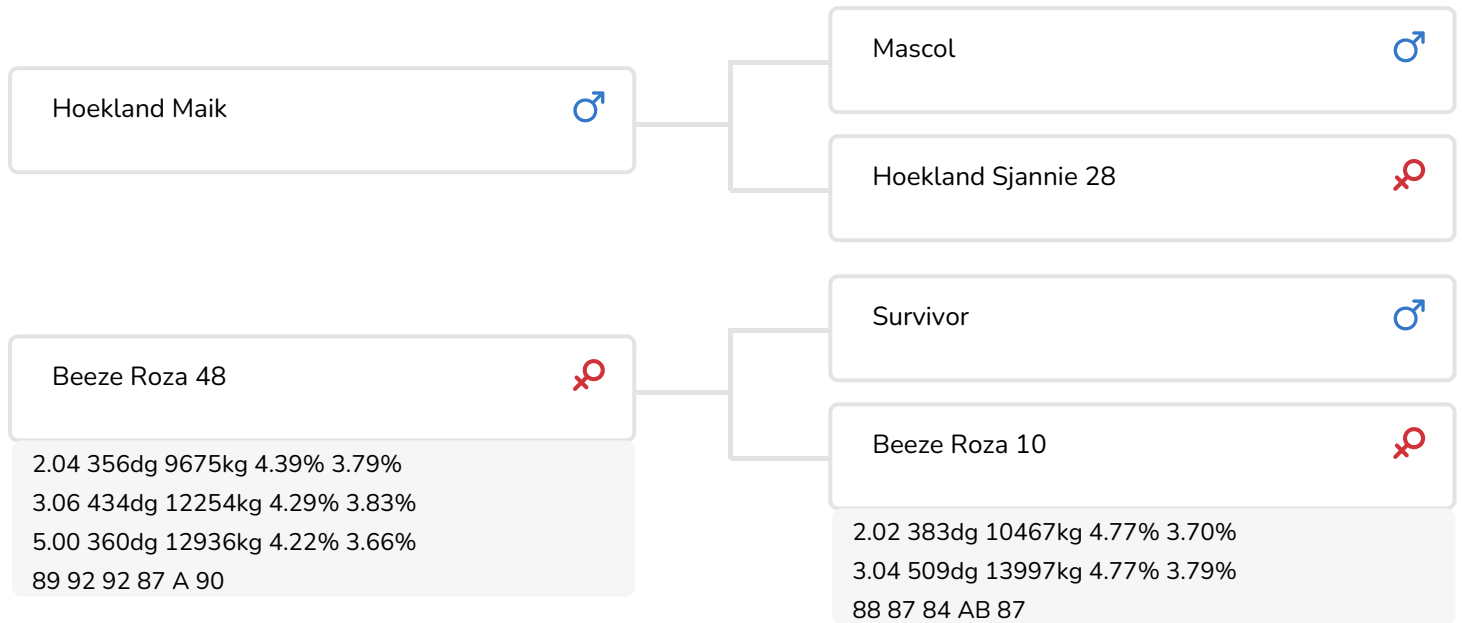 Hoekland Maik
Mascol
Hoekland Sjannie 28
Beeze Roza 48
2.04 356dg 9675kg 4.39% 3.79%
3.06 434dg 12254kg 4.29% 3.83%
5.00 360dg 12936kg 4.22% 3.66%
89 92 92 87 A 90
Survivor
Beeze Roza 10
2.02 383dg 10467kg 4.77% 3.70%
3.04 509dg 13997kg 4.77% 3.79%
88 87 84 AB 87